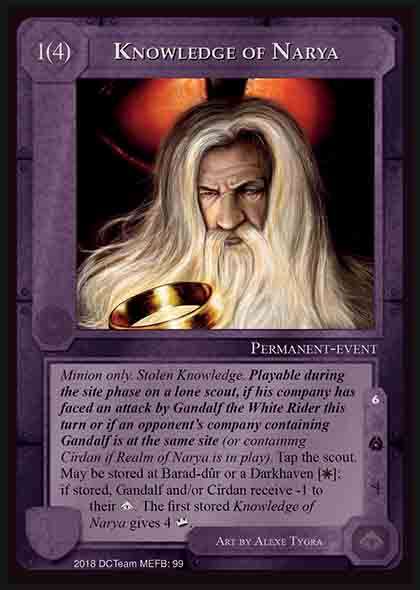 1(4)
Knowledge of Narya
Permanent-event
Minion only. Stolen Knowledge. Playable during
the site phase on a lone scout, if his company has
faced an attack by Gandalf the White Rider this
turn or if an opponent's company containing
Gandalf is at the same site (or containing
Círdan if Realm of Narya is in play). Tap the scout.
May be stored at Barad-dûr or a Darkhaven [☀];
if stored, Gandalf and/or Círdan receive -1 to
their . The first stored Knowledge of
Narya gives 4 .
6
Art by Alexe Tygra
2018 DCTeam MEFB: 99